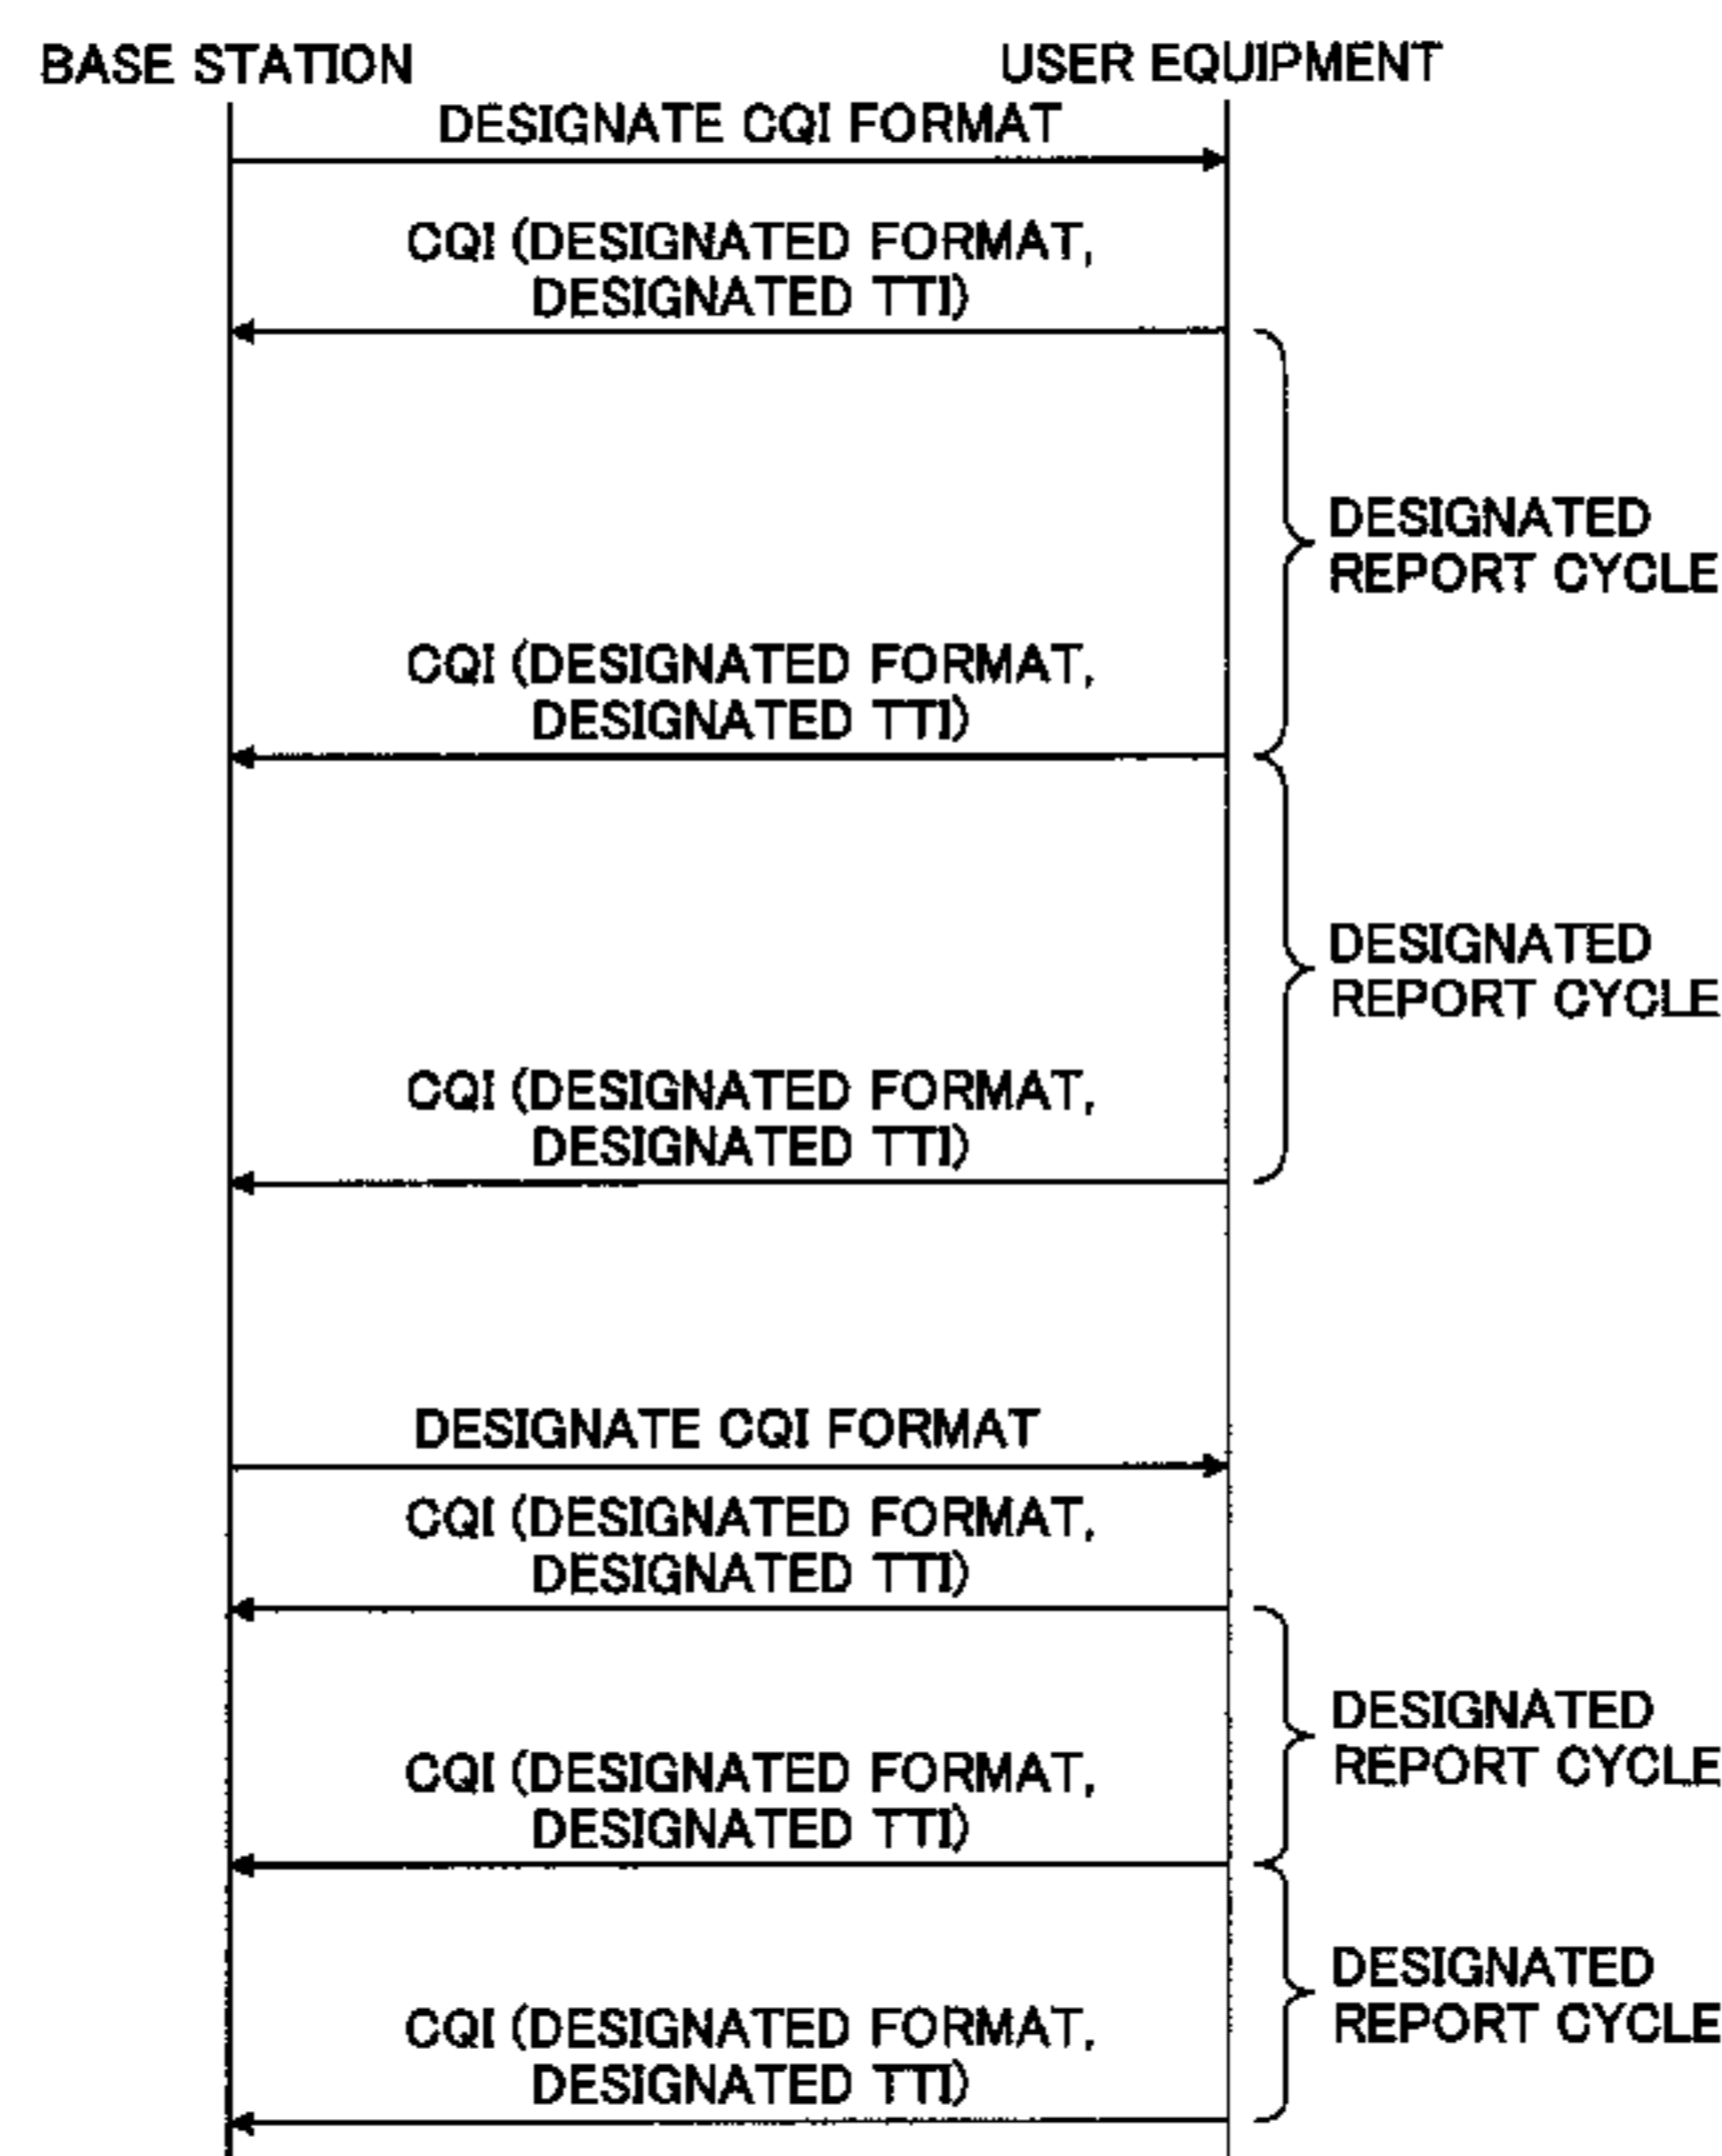 BASE STATION
USER EQUIPMENT
DESIGNATE CQI FORMAT
CQI (DESIGNATED FORMAT,
DESIGNATED TTI)
DESIGNATED
REPORT CYCLE
CQI (DESIGNATED FORMAT,
DESIGNATED TTI)
DESIGNATED
REPORT CYCLE
CQI (DESIGNATED FORMAT,
DESIGNATED TTI)
DESIGNATE CQI FORMAT
CQI (DESIGNATED FORMAT,
DESIGNATED TTI)
DESIGNATED
REPORT CYCLE
CQI (DESIGNATED FORMAT,
DESIGNATED TTI)
DESIGNATED
REPORT CYCLE
CQI (DESIGNATED FORMAT,
DESIGNATED TTI)